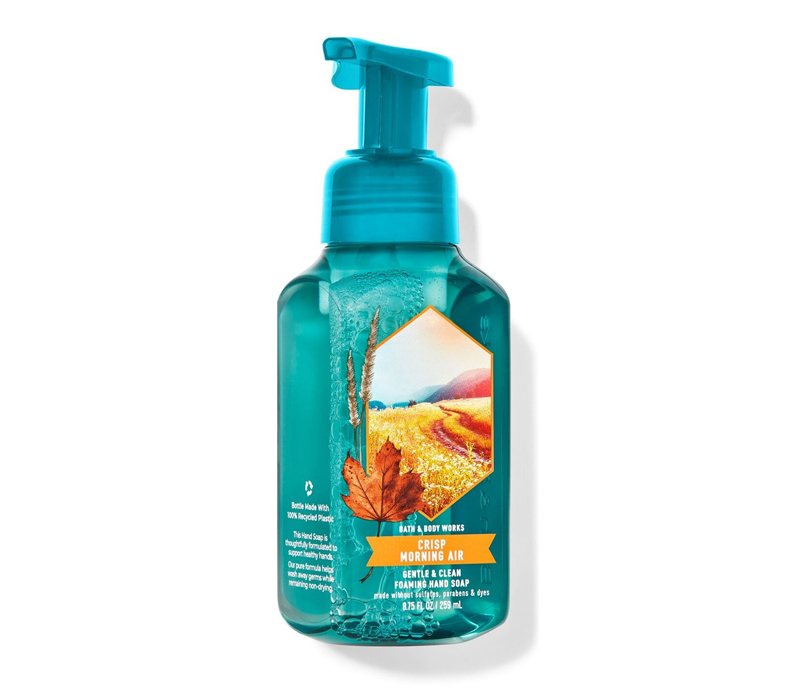 Bottle Made With
100% Recycled Plastic
This Hand Soap is
thoughtfully formulated to
support healthy hands.
Our pure formula helps
wash away germs while
remaining non-drying.
BATH & BODY WORKS
CRISP
MORNING AIR
GENTLE & CLEAN
FOAMING HAND SOAP
made without sulfates, parabens & dyes
8.75 FL OZ / 259 mL